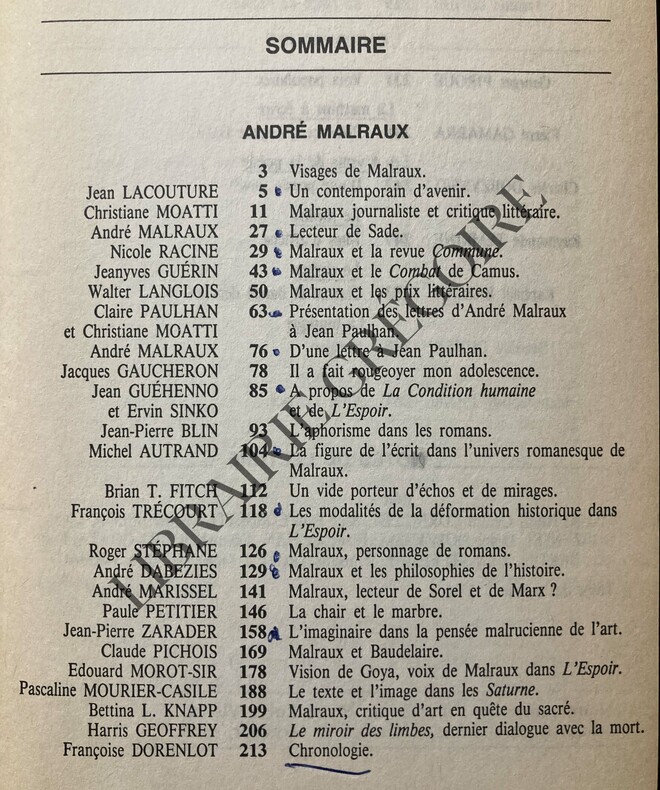 SOMMAIRE
ANDRÉ MALRAUX
3 Visages de Malraux.
Jean LACOUTURE 5 Un contemporain d'avenir.
Christiane MOATTI 11 Malraux journaliste et critique littéraire.
André MALRAUX 27 Lecteur de Sade.
Nicole RACINE 29 Malraux et la revue Commune.
Jeanyves GUÉRIN 43 Malraux et le Combat de Camus.
Walter LANGLOIS 50 Malraux et les prix littéraires.
Claire PAULHAN 63 Présentation des lettres d'André Malraux
et Christiane MOATTI à Jean Paulhan.
André MALRAUX 76 D'une lettre à Jean Paulhan.
Jacques GAUCHERON 78 Il a fait rougeoyer mon adolescence.
Jean GUÉHENNO 85 A propos de La Condition humaine
et Ervin SINKO et de L'Espoir.
Jean-Pierre BLIN 93 L'aphorisme dans les romans.
Michel AUTRAND 104 La figure de l'écrit dans l'univers romanesque de
Malraux.
Brian T. FITCH 112 Un vide porteur d'échos et de mirages.
François TRÉCOURT 118 Les modalités de la déformation historique dans
L'Espoir.
Roger STÉPHANE 126 Malraux, personnage de romans.
André DABEZIES 129 Malraux et les philosophies de l'histoire.
André MARISSEL 141 Malraux, lecteur de Sorel et de Marx ?
Paule PETITIER 146 La chair et le marbre.
Jean-Pierre ZARADER 158 L'imaginaire dans la pensée malrucienne de l'art.
Claude PICHOIS 169 Malraux et Baudelaire.
Edouard MOROT-SIR 178 Vision de Goya, voix de Malraux dans L'Espoir.
Pascaline MOURIER-CASILE 188 Le texte et l'image dans les Saturne.
Bettina L. KNAPP 199 Malraux, critique d'art en quête du sacré.
Harris GEOFFREY 206 Le miroir des limbes, dernier dialogue avec la mort.
Françoise DORENLOT 213 Chronologie.
LIBRAIRIE GREGOIRE